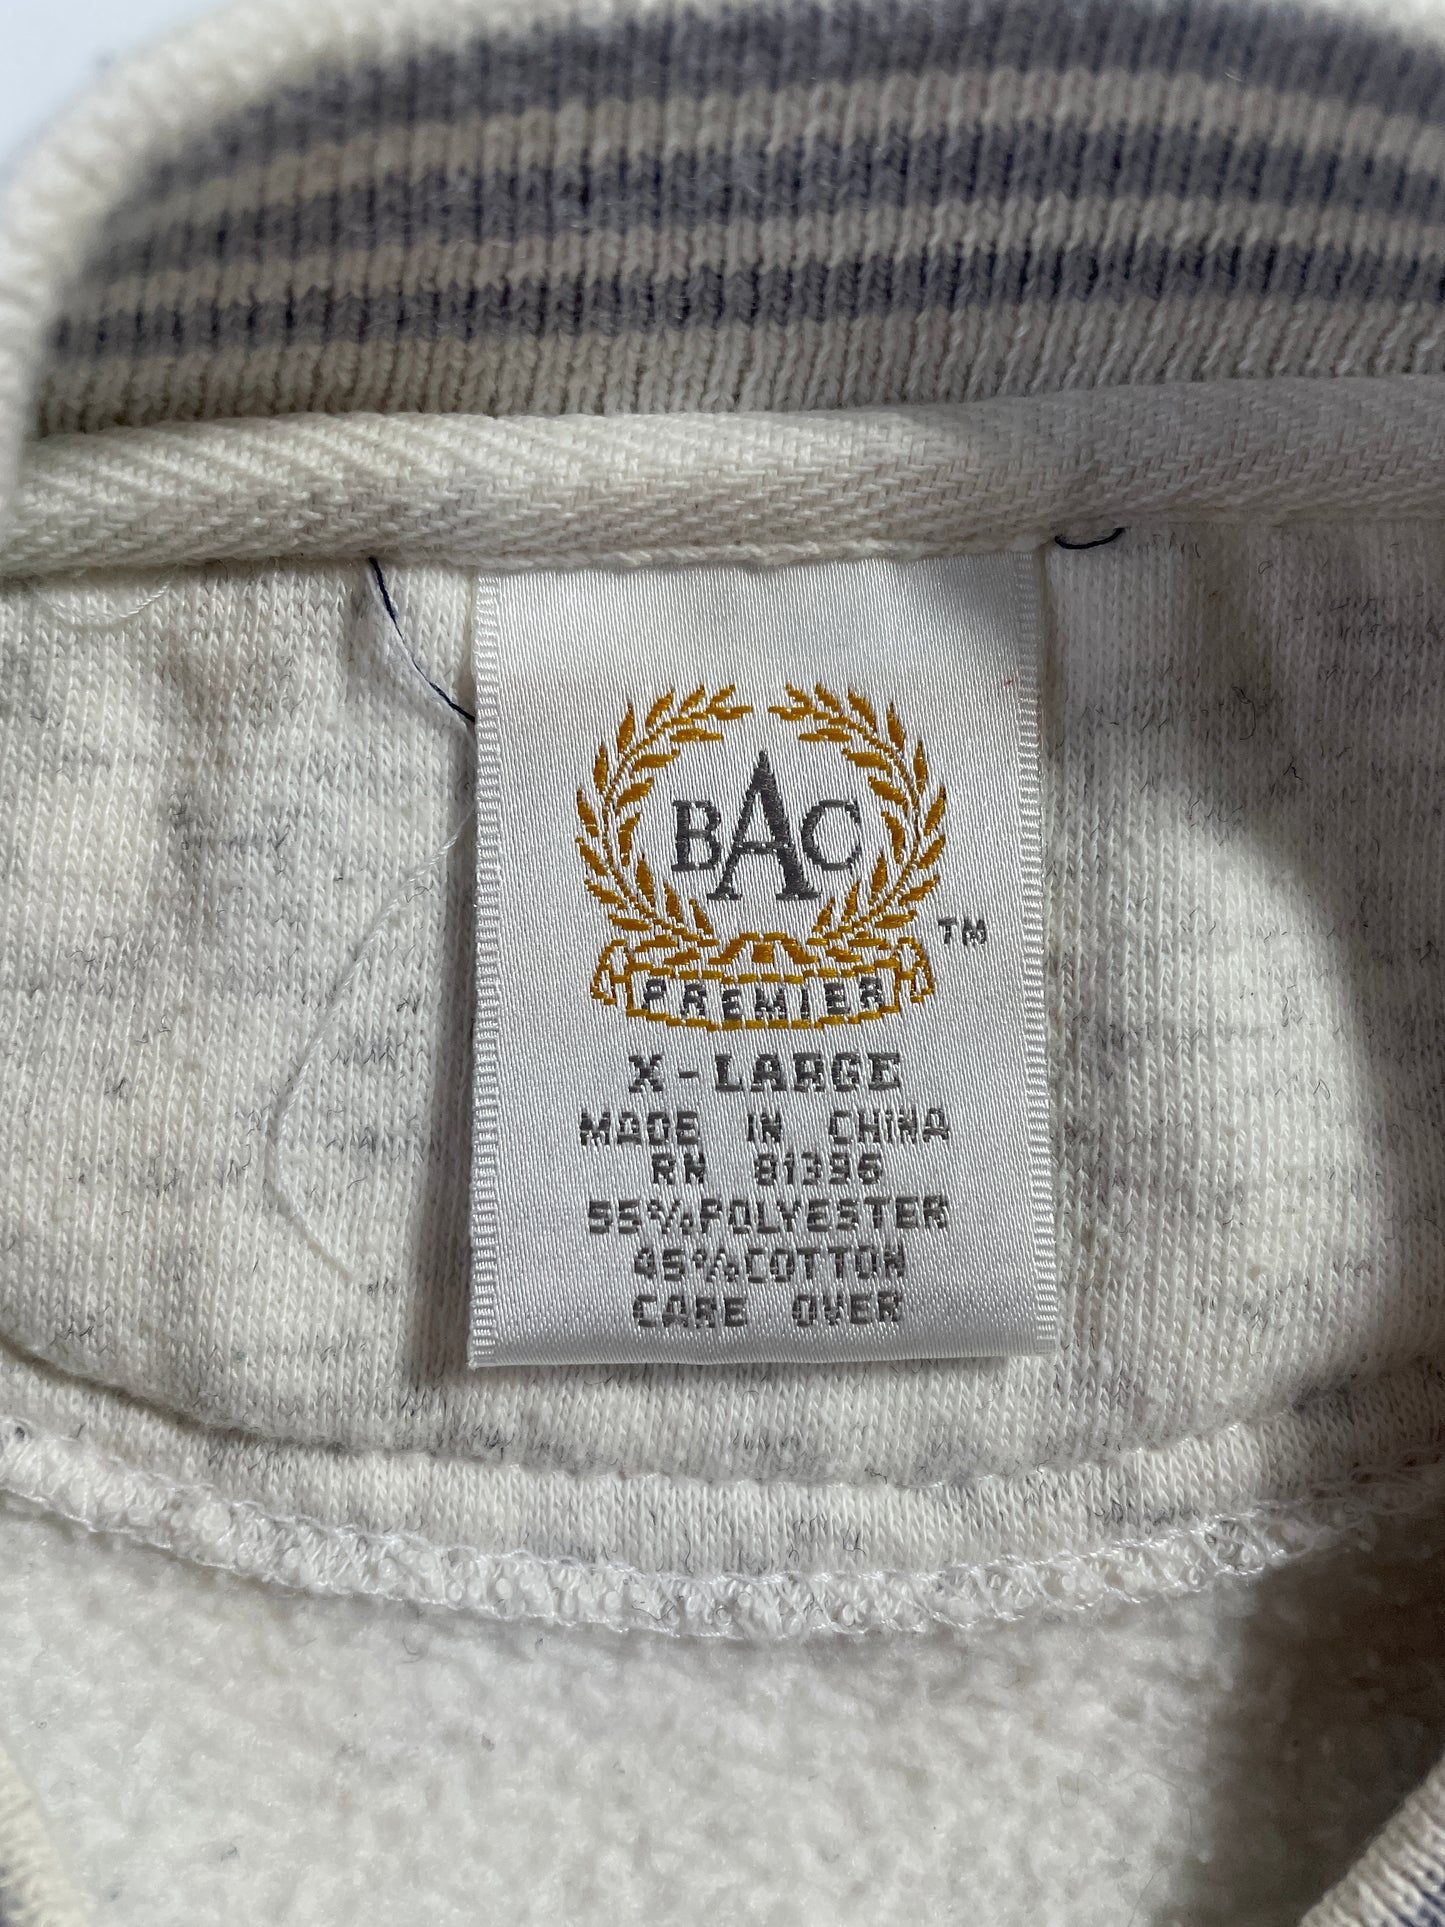 BAC
TM
PREMIER
X-LARGE
MADE IN CHINA
RN 81396
55%POLYESTER
45%COTTON
CARE OVER